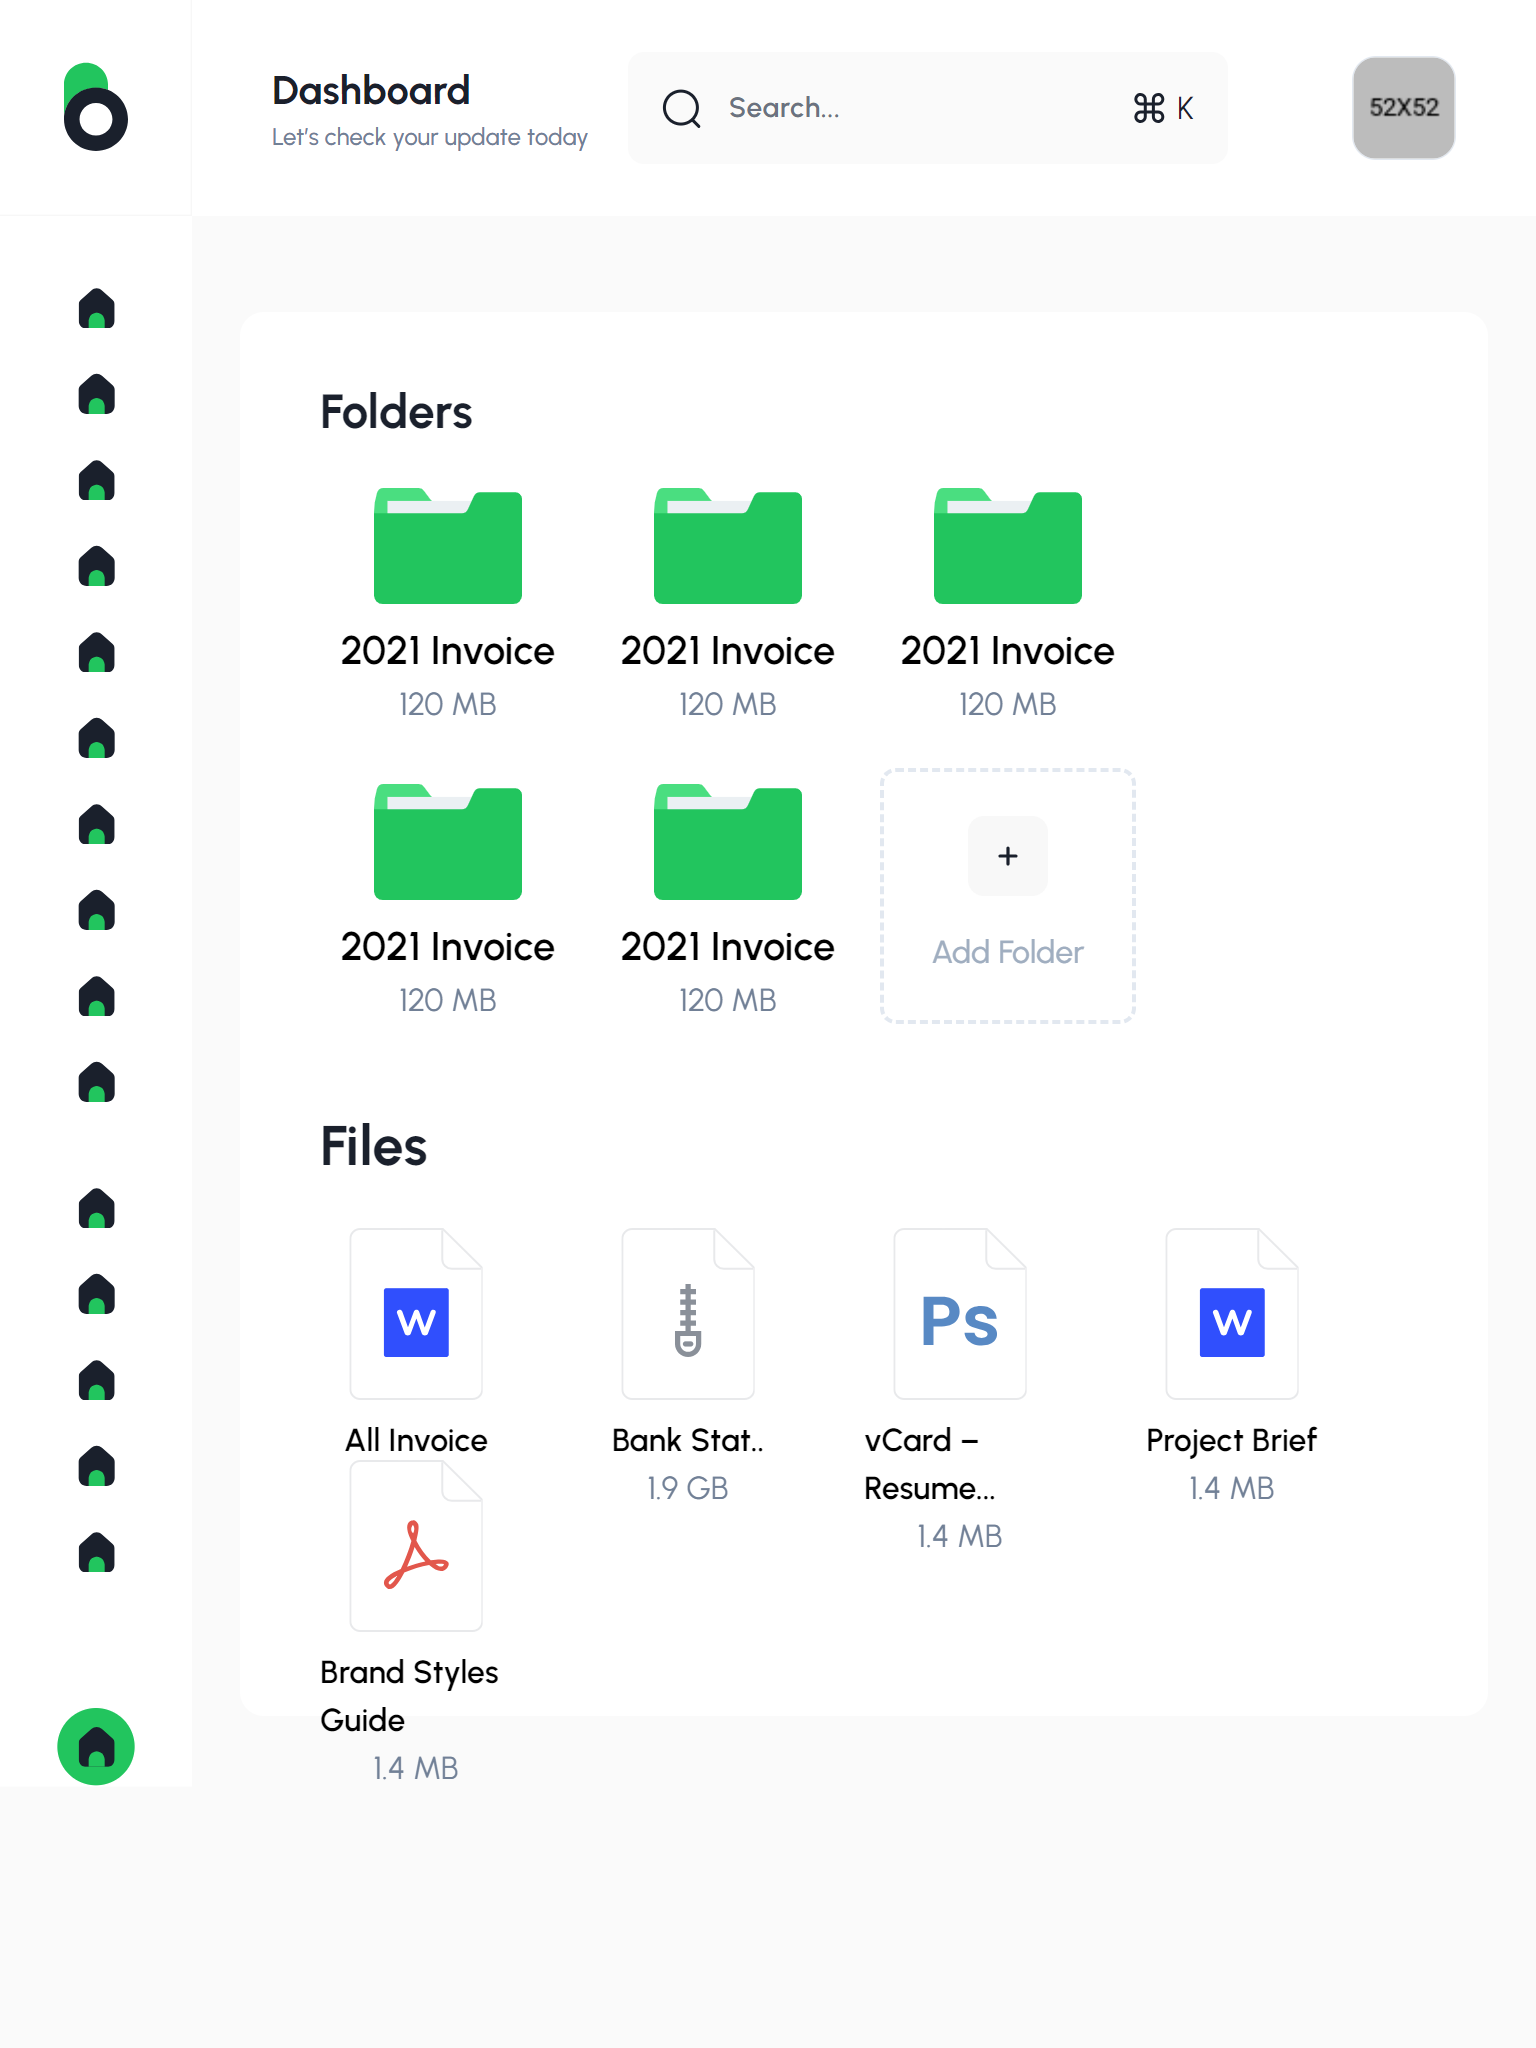 Dashboard
Let's check your update today
Search...
⌘ K
52X52
Folders
2021 Invoice
120 MB
2021 Invoice
120 MB
2021 Invoice
120 MB
2021 Invoice
120 MB
2021 Invoice
120 MB
+
Add Folder
Files
W
All Invoice
Bank Stat..
1.9 GB
Ps
vCard –
Resume...
1.4 MB
W
Project Brief
1.4 MB
Brand Styles
Guide
1.4 MB